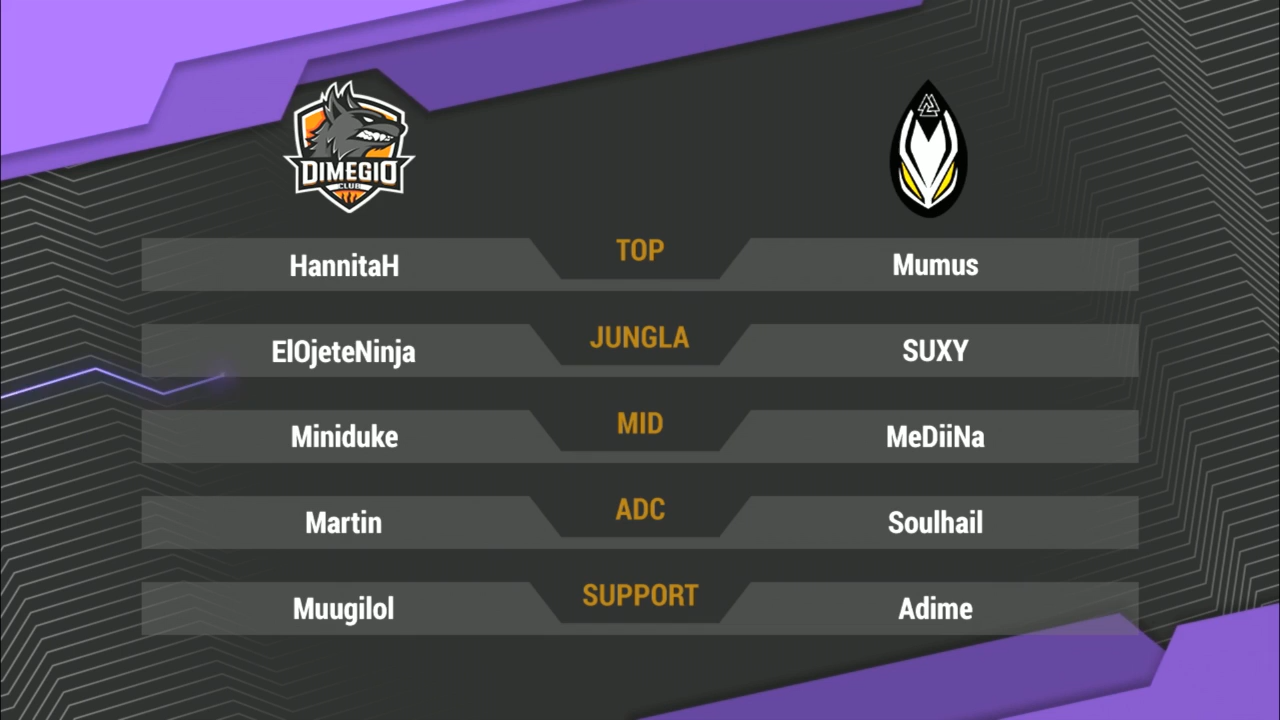 DIMEGIO
CLUB
TOP
HannitaH
Mumus
JUNGLA
ElOjeteNinja
SUXY
MID
Miniduke
MeDiiNa
ADC
Martin
Soulhail
SUPPORT
Muugilol
Adime